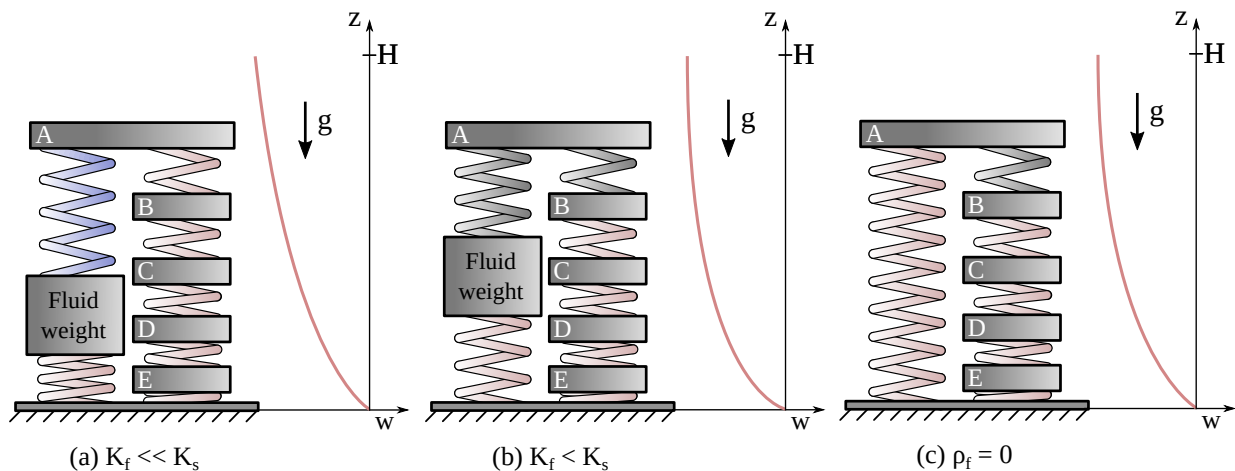 z
H
g
A
B
C
D
E
Fluid
weight
w
(a) K_f << K_s
z
H
g
A
B
C
D
E
Fluid
weight
w
(b) K_f < K_s
z
H
g
A
B
C
D
E
w
(c) ρ_f = 0